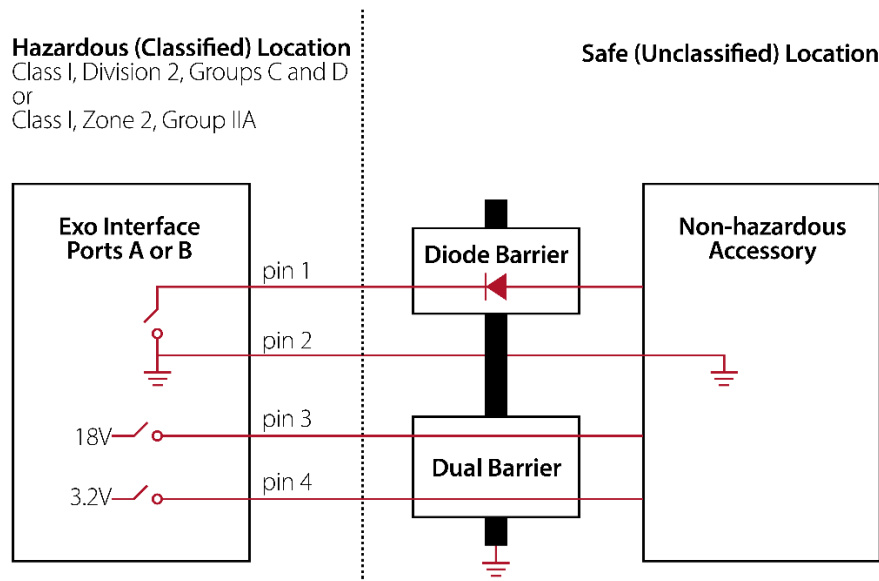 Hazardous (Classified) Location
Class I, Division 2, Groups C and D
or
Class I, Zone 2, Group IIA
Safe (Unclassified) Location
Exo Interface
Ports A or B
pin 1
pin 2
pin 3
pin 4
18V
3.2V
Diode Barrier
Dual Barrier
Non-hazardous
Accessory